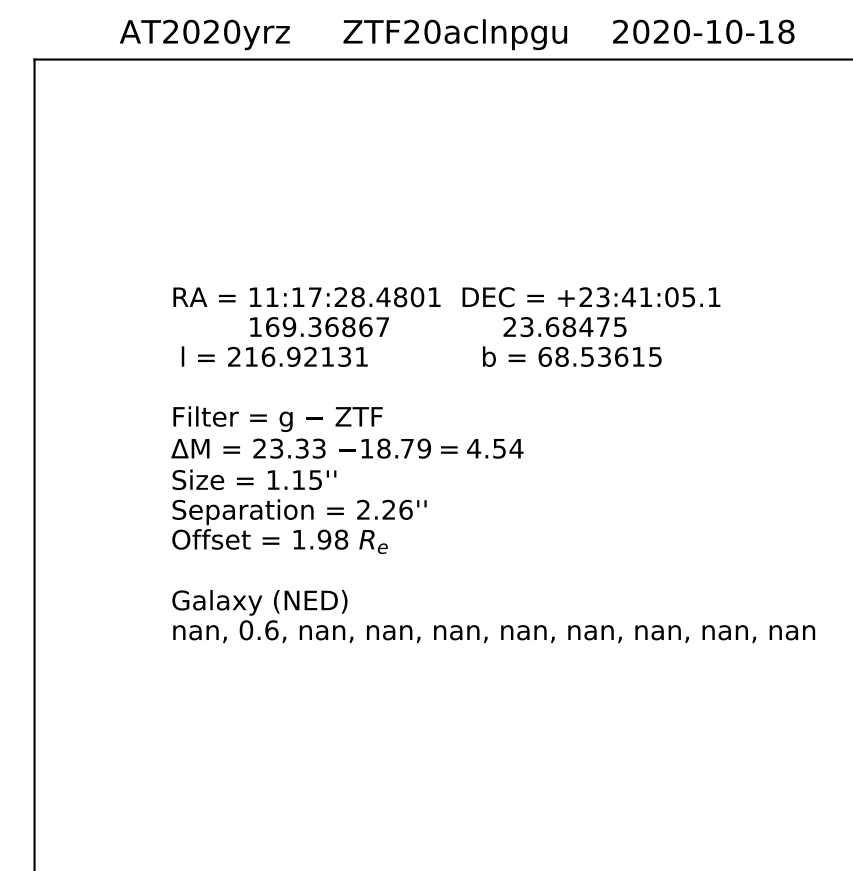 AT2020yrz ZTF20aclnpgu 2020-10-18
RA = 11:17:28.4801 DEC = +23:41:05.1
169.36867 23.68475
l = 216.92131 b = 68.53615
Filter = g − ZTF
ΔM = 23.33 −18.79 = 4.54
Size = 1.15''
Separation = 2.26''
Offset = 1.98 Re
Galaxy (NED)
nan, 0.6, nan, nan, nan, nan, nan, nan, nan, nan